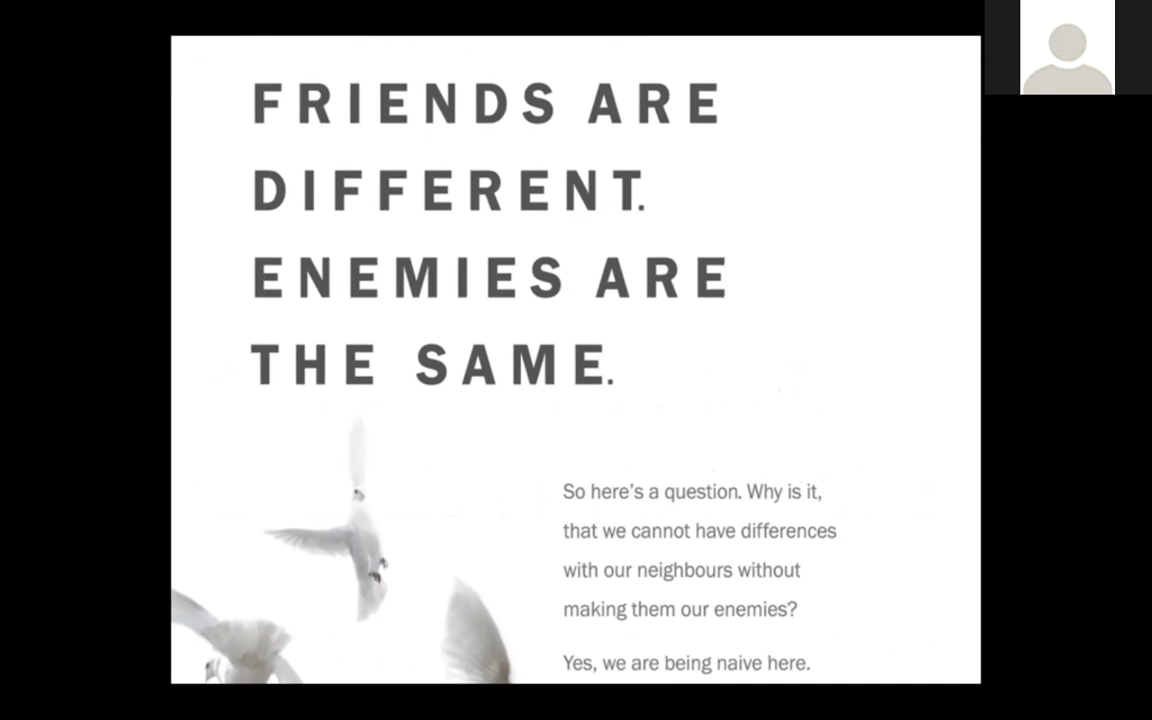 FRIENDS ARE
DIFFERENT.
ENEMIES ARE
THE SAME.
So here's a question. Why is it,
that we cannot have differences
with our neighbours without
making them our enemies?
Yes, we are being naive here.